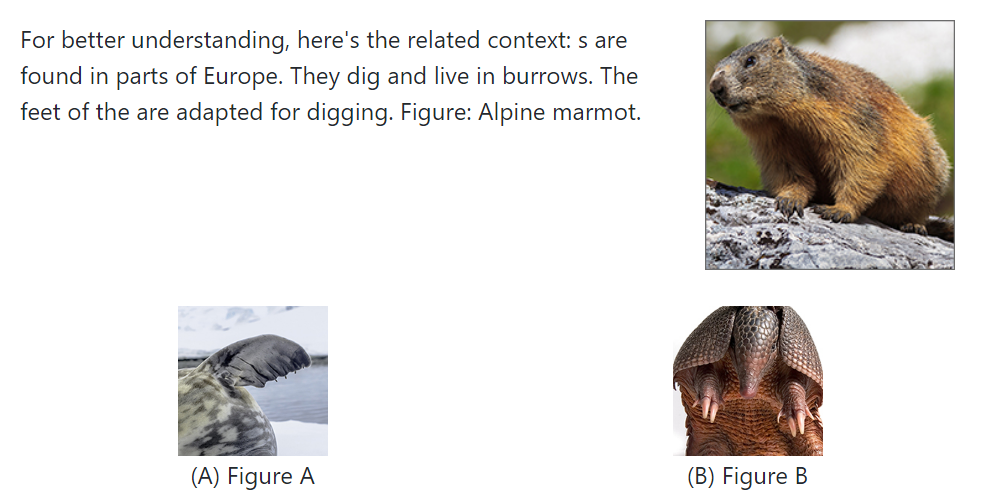 For better understanding, here's the related context: s are
found in parts of Europe. They dig and live in burrows. The
feet of the are adapted for digging. Figure: Alpine marmot.
(A) Figure A
(B) Figure B